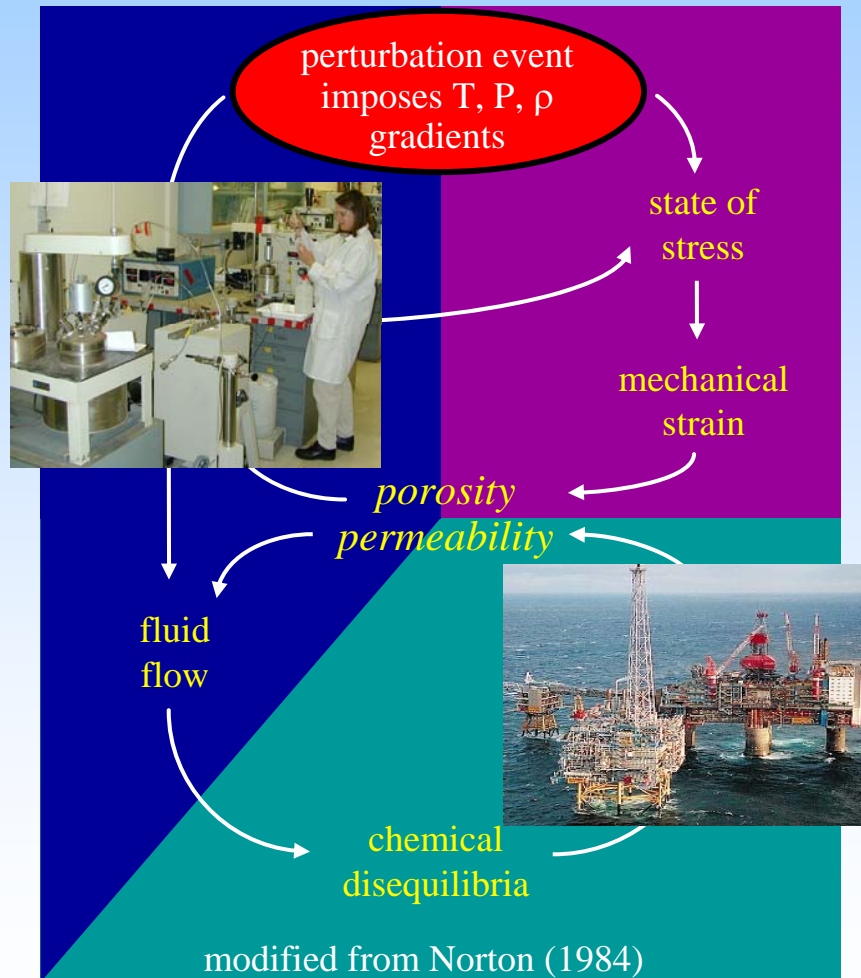 perturbation event
imposes T, P, ρ
gradients
state of
stress
mechanical
strain
porosity
permeability
fluid
flow
chemical
disequilibria
modified from Norton (1984)